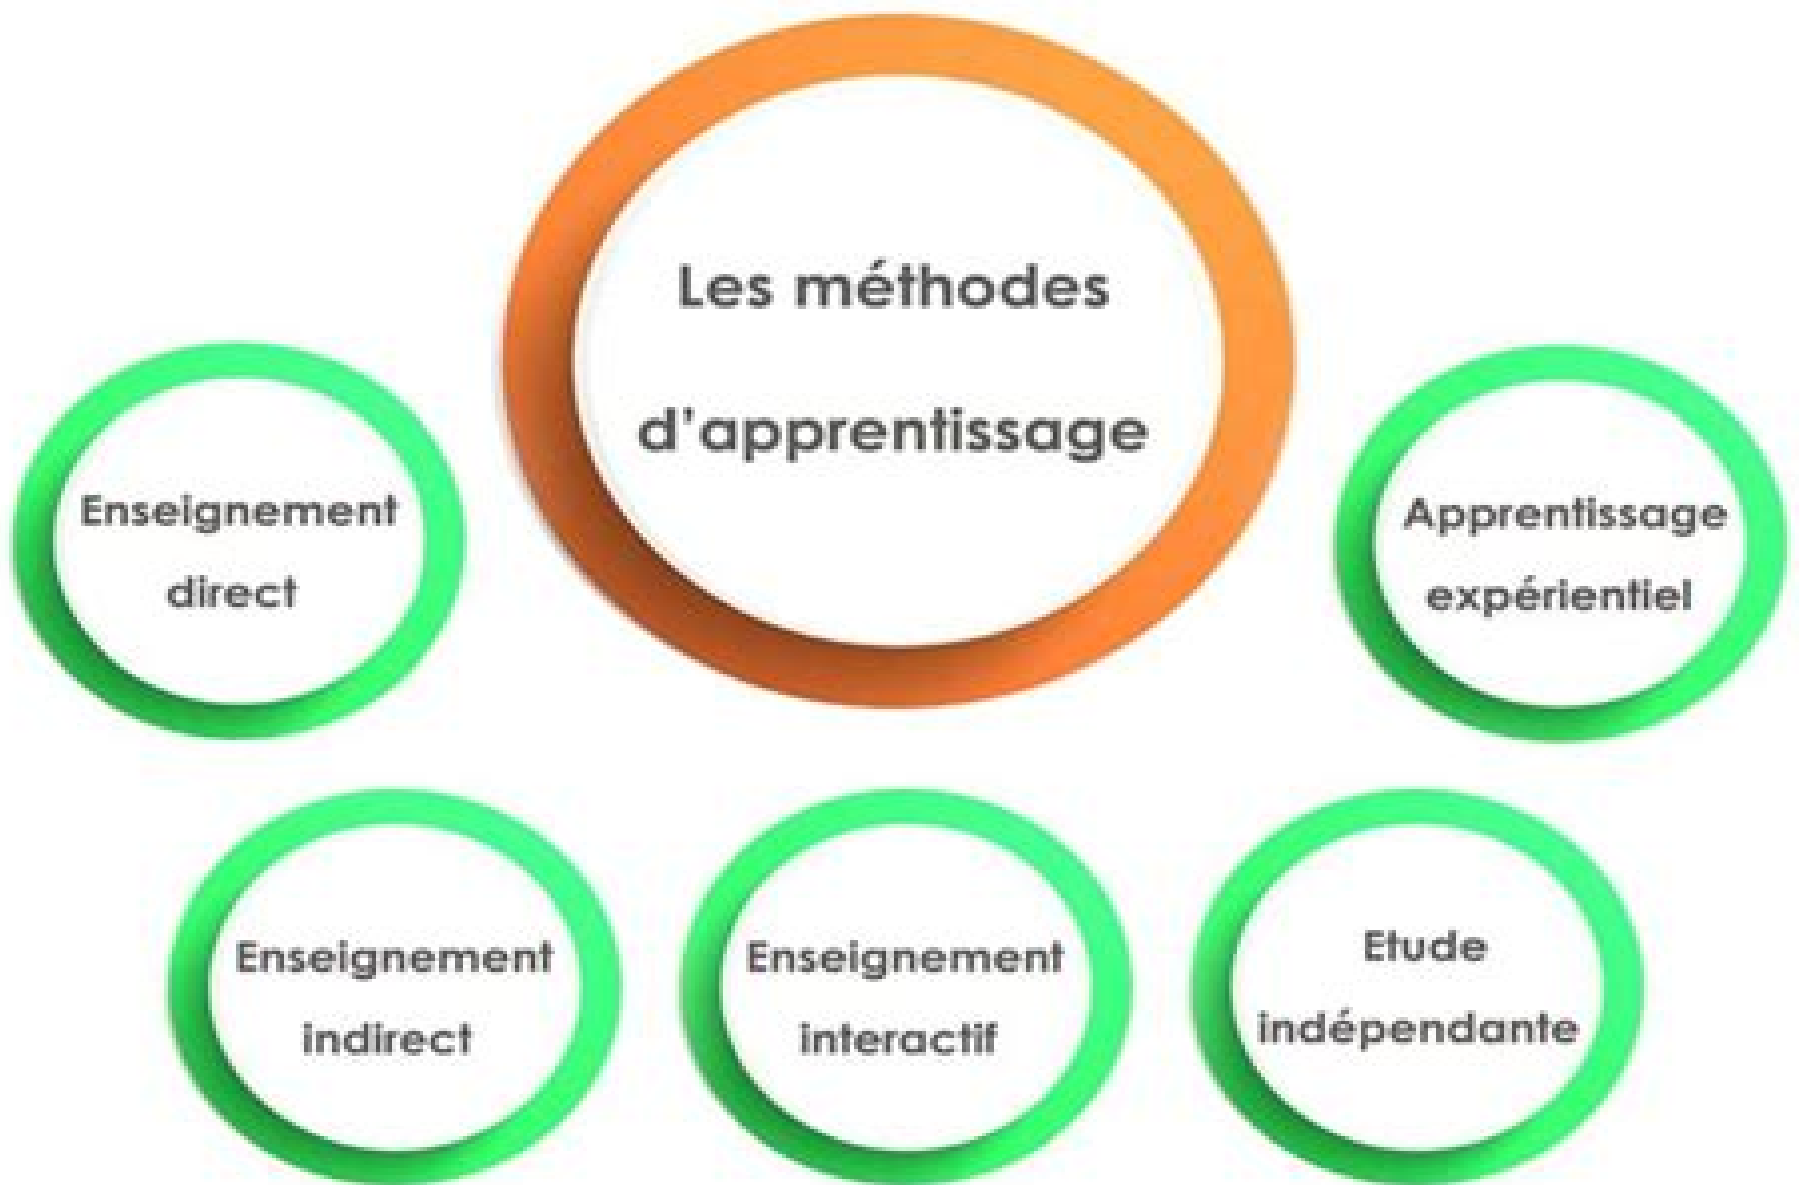 Les méthodes
d'apprentissage
Enseignement
direct
Apprentissage
expérientiel
Enseignement
indirect
Enseignement
interactif
Etude
indépendante